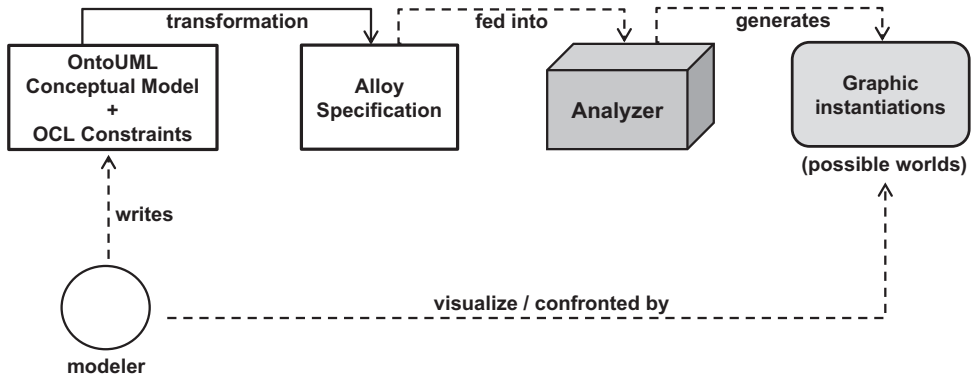 transformation
fed into
generates
OntoUML
Conceptual Model
+
OCL Constraints
Alloy
Specification
Analyzer
Graphic
instantiations
(possible worlds)
writes
visualize / confronted by
modeler